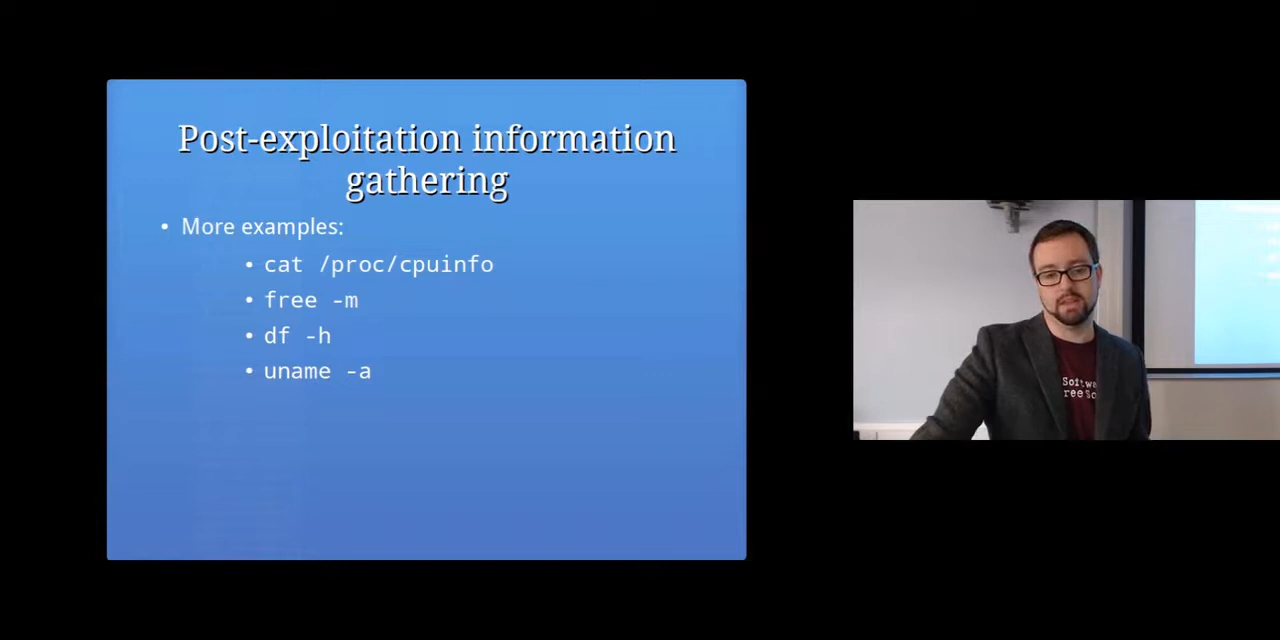 Post-exploitation information
gathering
• More examples:
• cat /proc/cpuinfo
• free -m
• df -h
• uname -a